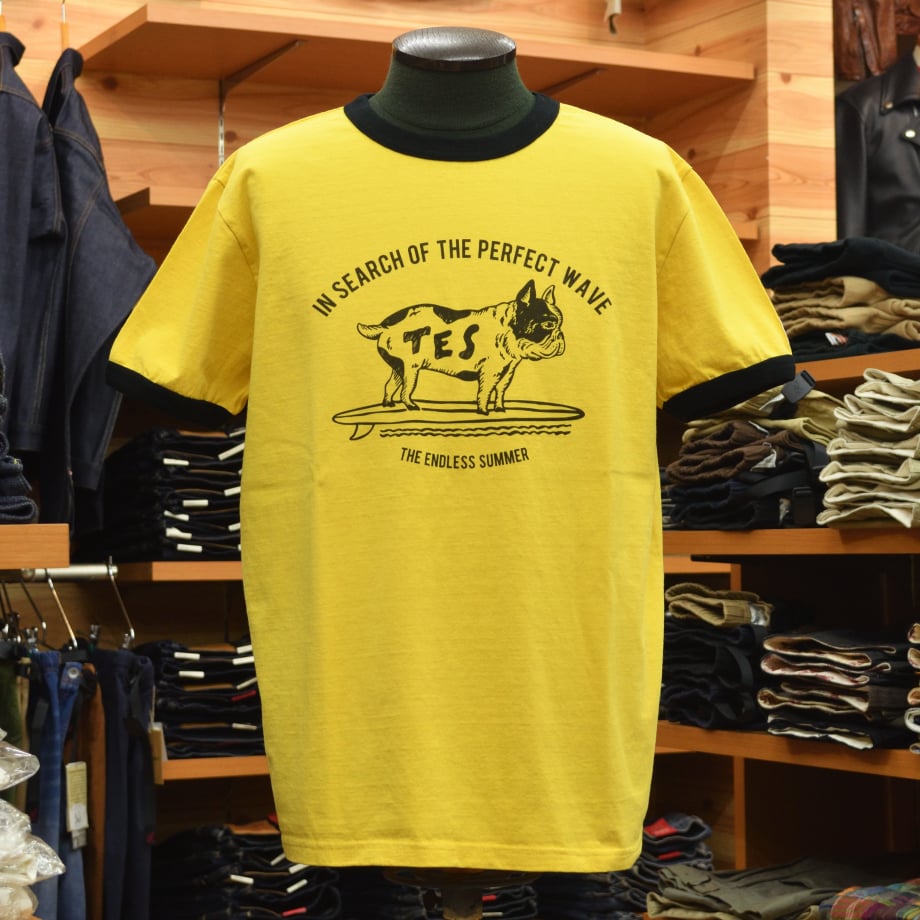 IN SEARCH OF THE PERFECT WAVE
TES
THE ENDLESS SUMMER